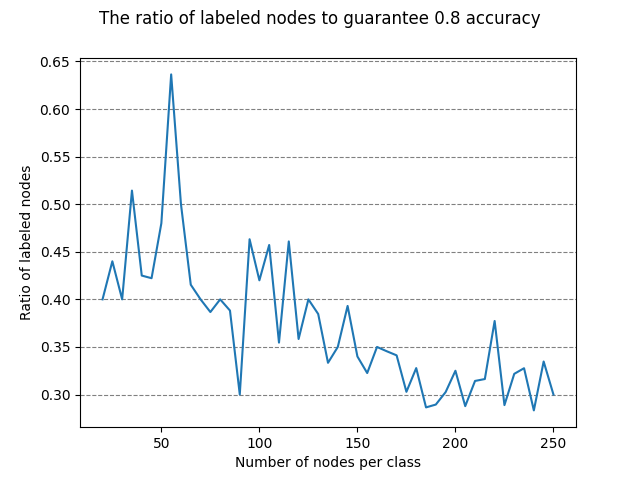 The ratio of labeled nodes to guarantee 0.8 accuracy
0.65
0.60
0.55
0.50
0.45
0.40
0.35
0.30
Ratio of labeled nodes
50 100 150 200 250
Number of nodes per class